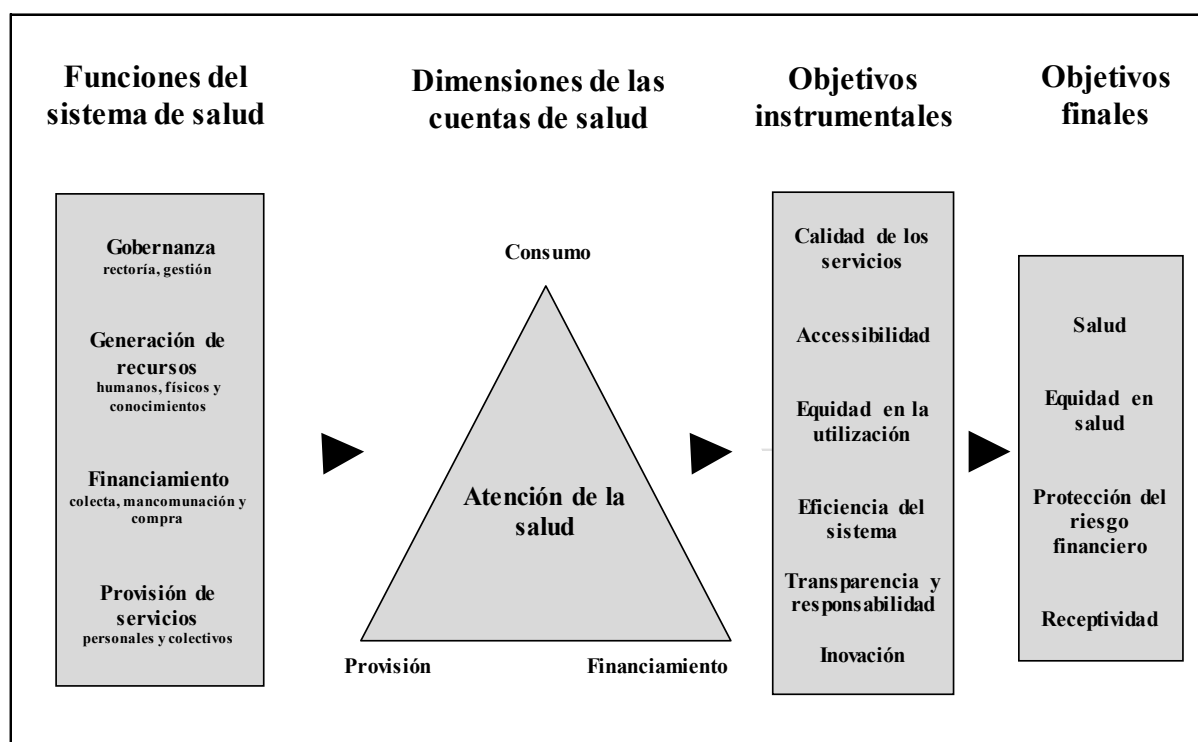 Funciones del
sistema de salud
Dimensiones de las
cuentas de salud
Objetivos
instrumentales
Objetivos
finales
Gobernanza
rectoría, gestión
Generación de
recursos
humanos, físicos y
conocimientos
Financiamiento
colecta, mancomunación y
compra
Provisión de
servicios
personales y colectivos
Consumo
Atención de la
salud
Provisión
Financiamiento
Calidad de los
servicios
Accessibilidad
Equidad en la
utilización
Eficiencia del
sistema
Transparencia y
responsabilidad
Inovación
Salud
Equidad en
salud
Protección del
riesgo
financiero
Receptividad